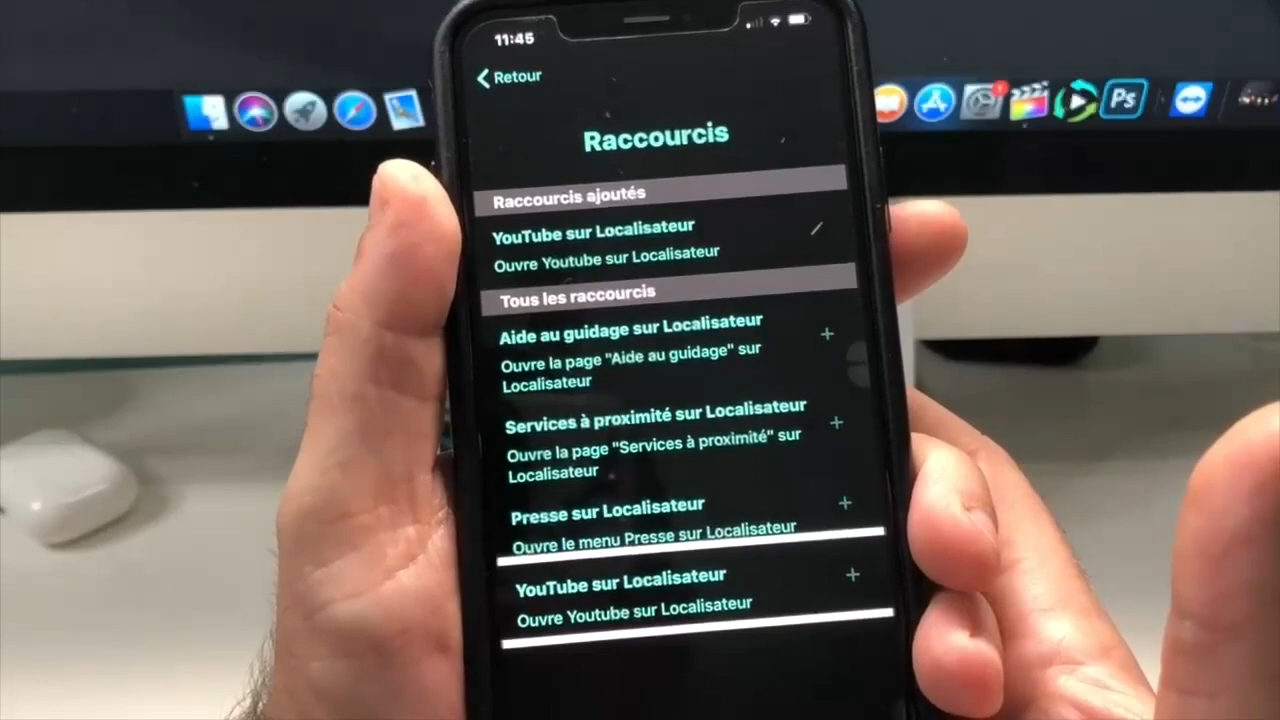 11:45
Retour
Raccourcis
Raccourcis ajoutés
YouTube sur Localisateur
Ouvre Youtube sur Localisateur
Tous les raccourcis
Aide au guidage sur Localisateur
Ouvre la page "Aide au guidage" sur
Localisateur
Services à proximité sur Localisateur
Ouvre la page "Services à proximité" sur
Localisateur
Presse sur Localisateur
Ouvre le menu Presse sur Localisateur
YouTube sur Localisateur
Ouvre Youtube sur Localisateur
Ps